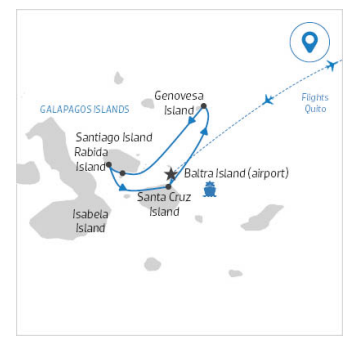 Genovesa
Island
GALAPAGOS ISLANDS
Flights
Quito
Santiago Island
Rabida
Island
Baltra Island (airport)
Santa Cruz
Island
Isabela
Island